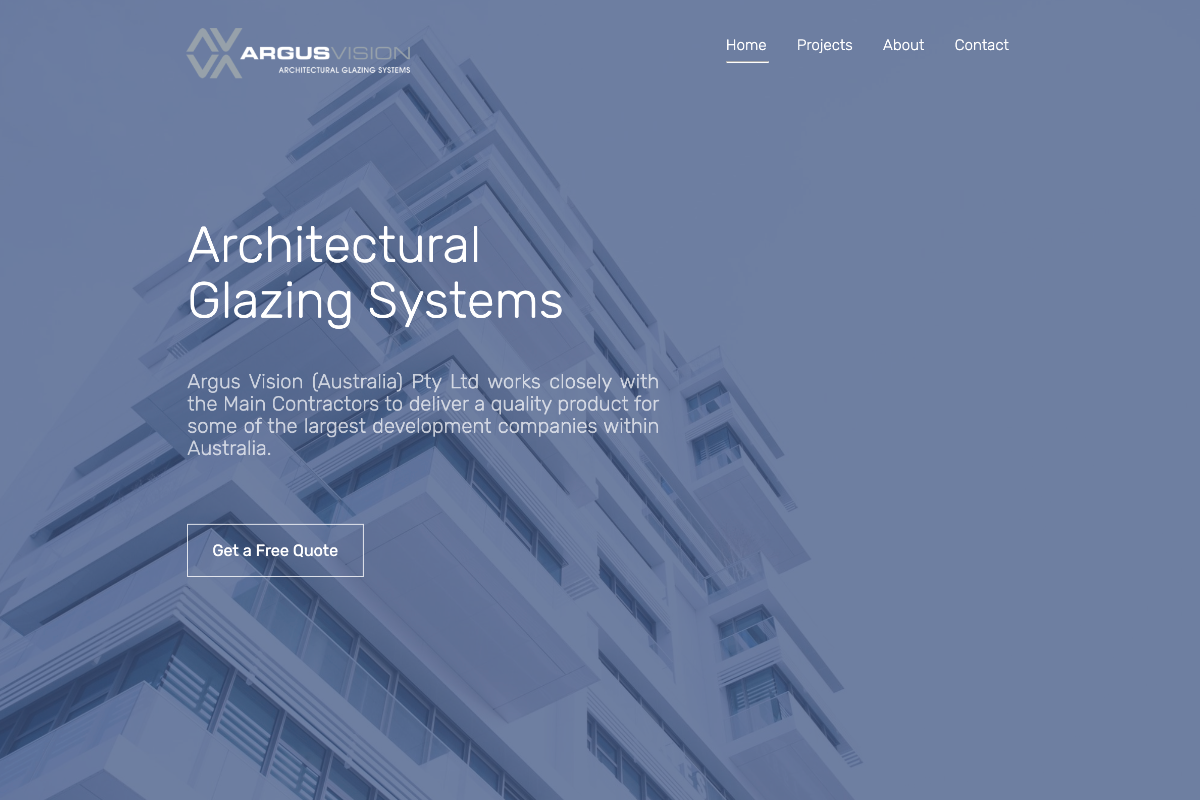 ARGUSVISION
ARCHITECTURAL GLAZING SYSTEMS
Home Projects About Contact
Architectural
Glazing Systems
Argus Vision (Australia) Pty Ltd works closely with
the Main Contractors to deliver a quality product for
some of the largest development companies within
Australia.
Get a Free Quote